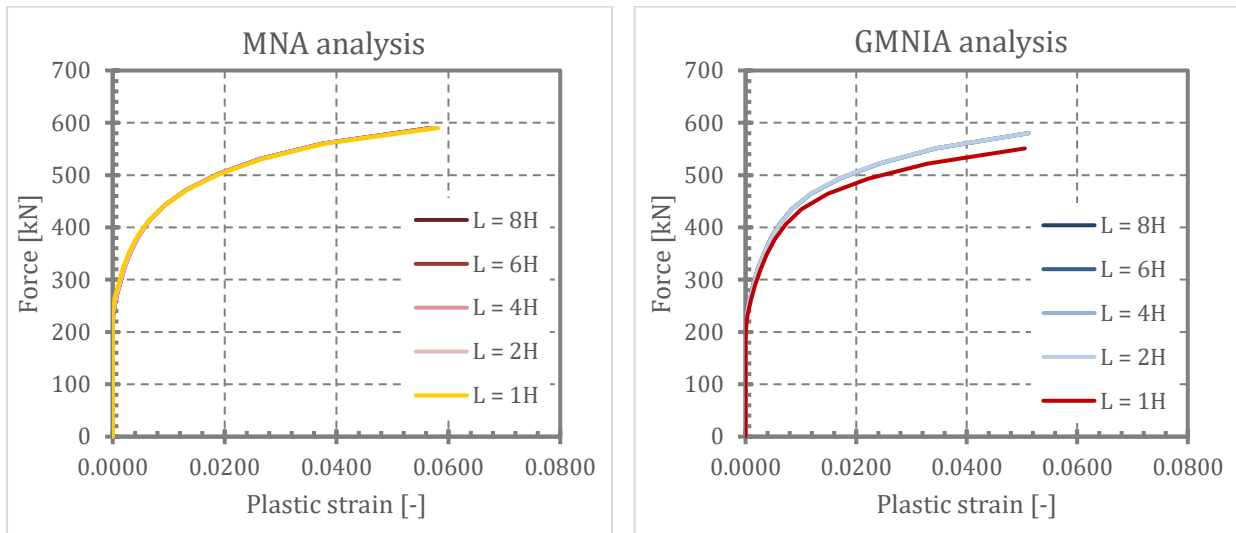 MNA analysis
700
600
500
400
300
200
100
0
Force [kN]
0.0000 0.0200 0.0400 0.0600 0.0800
Plastic strain [-]
L = 8H
L = 6H
L = 4H
L = 2H
L = 1H
GMNIA analysis
700
600
500
400
300
200
100
0
Force [kN]
0.0000 0.0200 0.0400 0.0600 0.0800
Plastic strain [-]
L = 8H
L = 6H
L = 4H
L = 2H
L = 1H